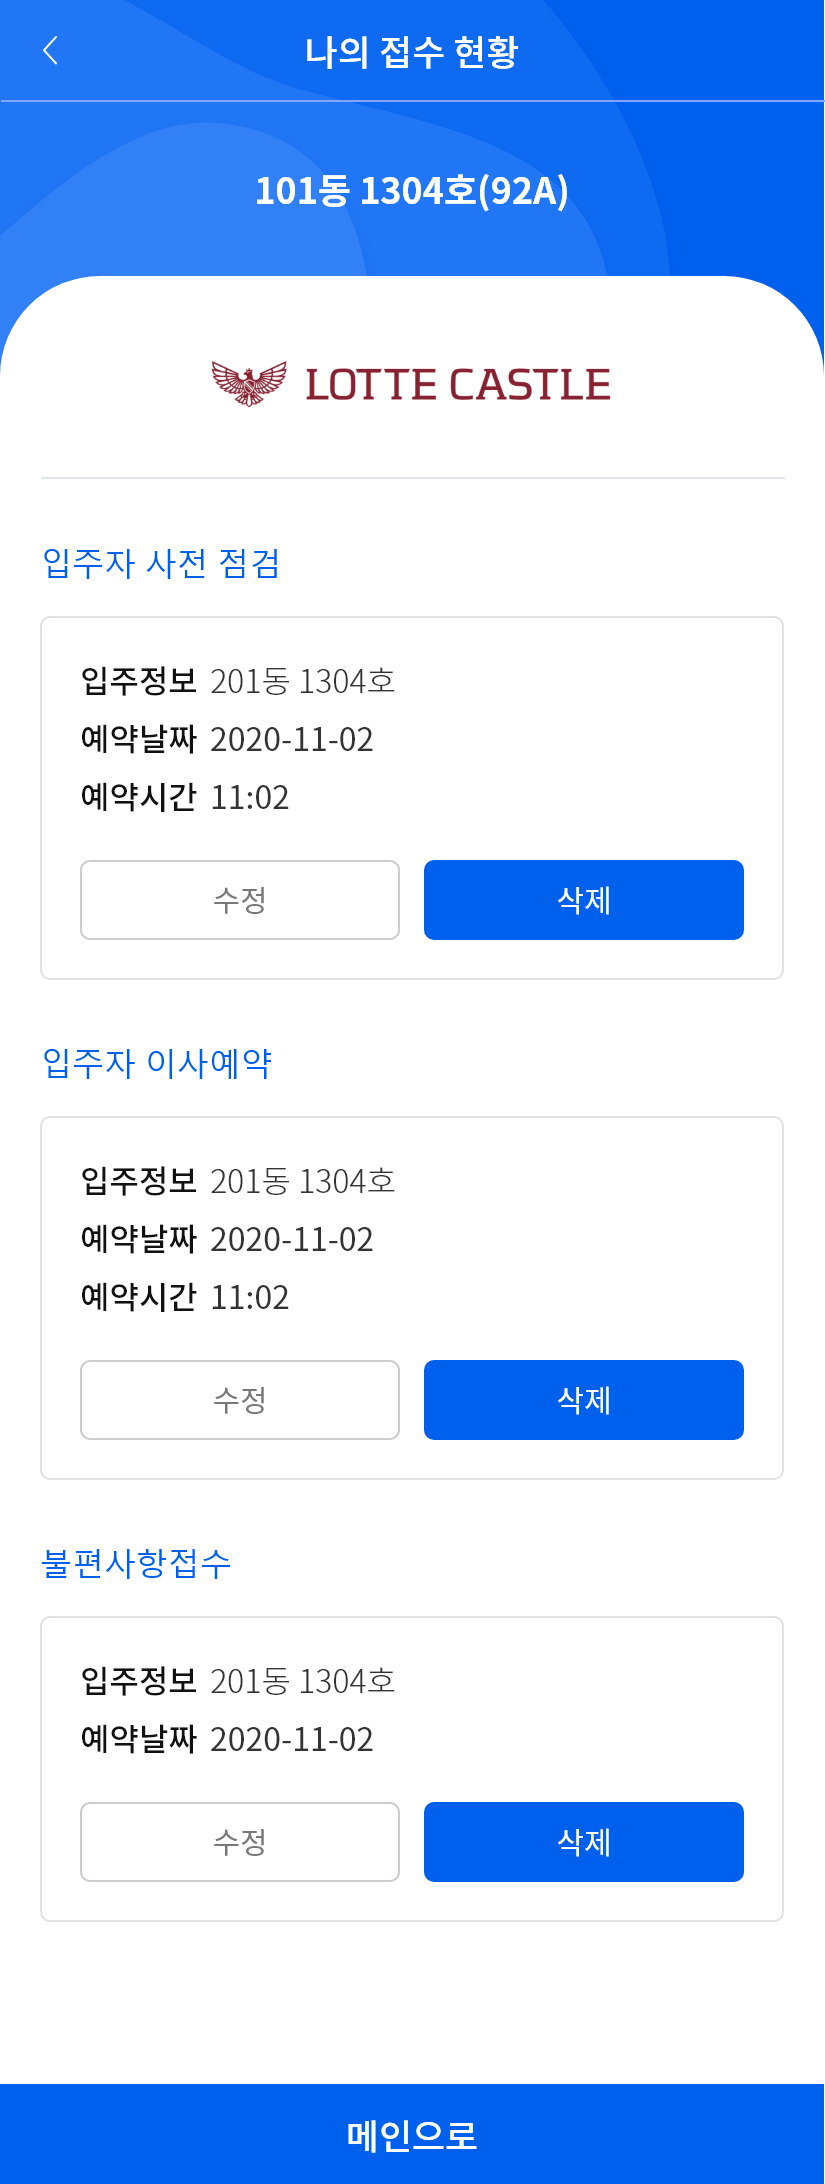 나의 접수 현황
101동 1304호(92A)
LOTTE CASTLE
입주자 사전 점검
입주정보 201동 1304호
예약날짜 2020-11-02
예약시간 11:02
수정 삭제
입주자 이사예약
입주정보 201동 1304호
예약날짜 2020-11-02
예약시간 11:02
수정 삭제
불편사항접수
입주정보 201동 1304호
예약날짜 2020-11-02
수정 삭제
메인으로